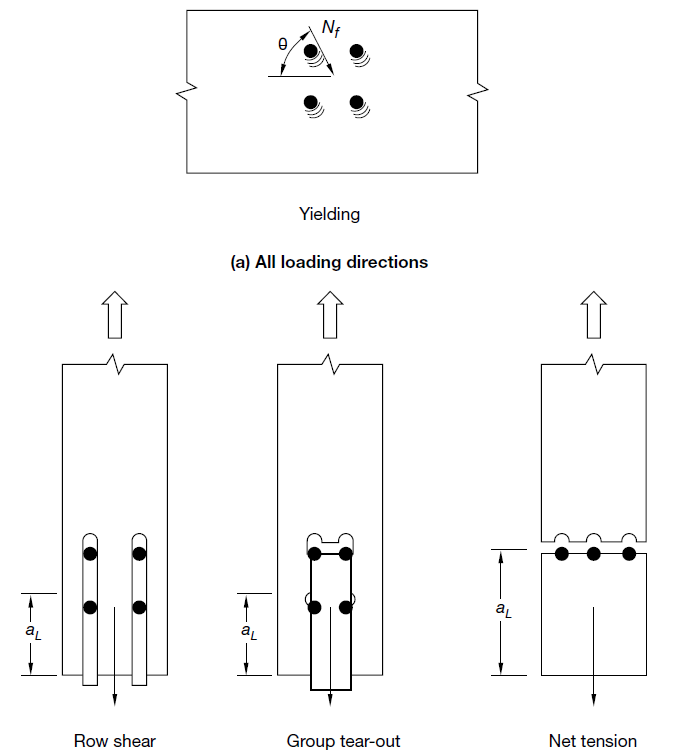 N_f
θ
Yielding
(a) All loading directions
a_L a_L a_L
Row shear Group tear-out Net tension